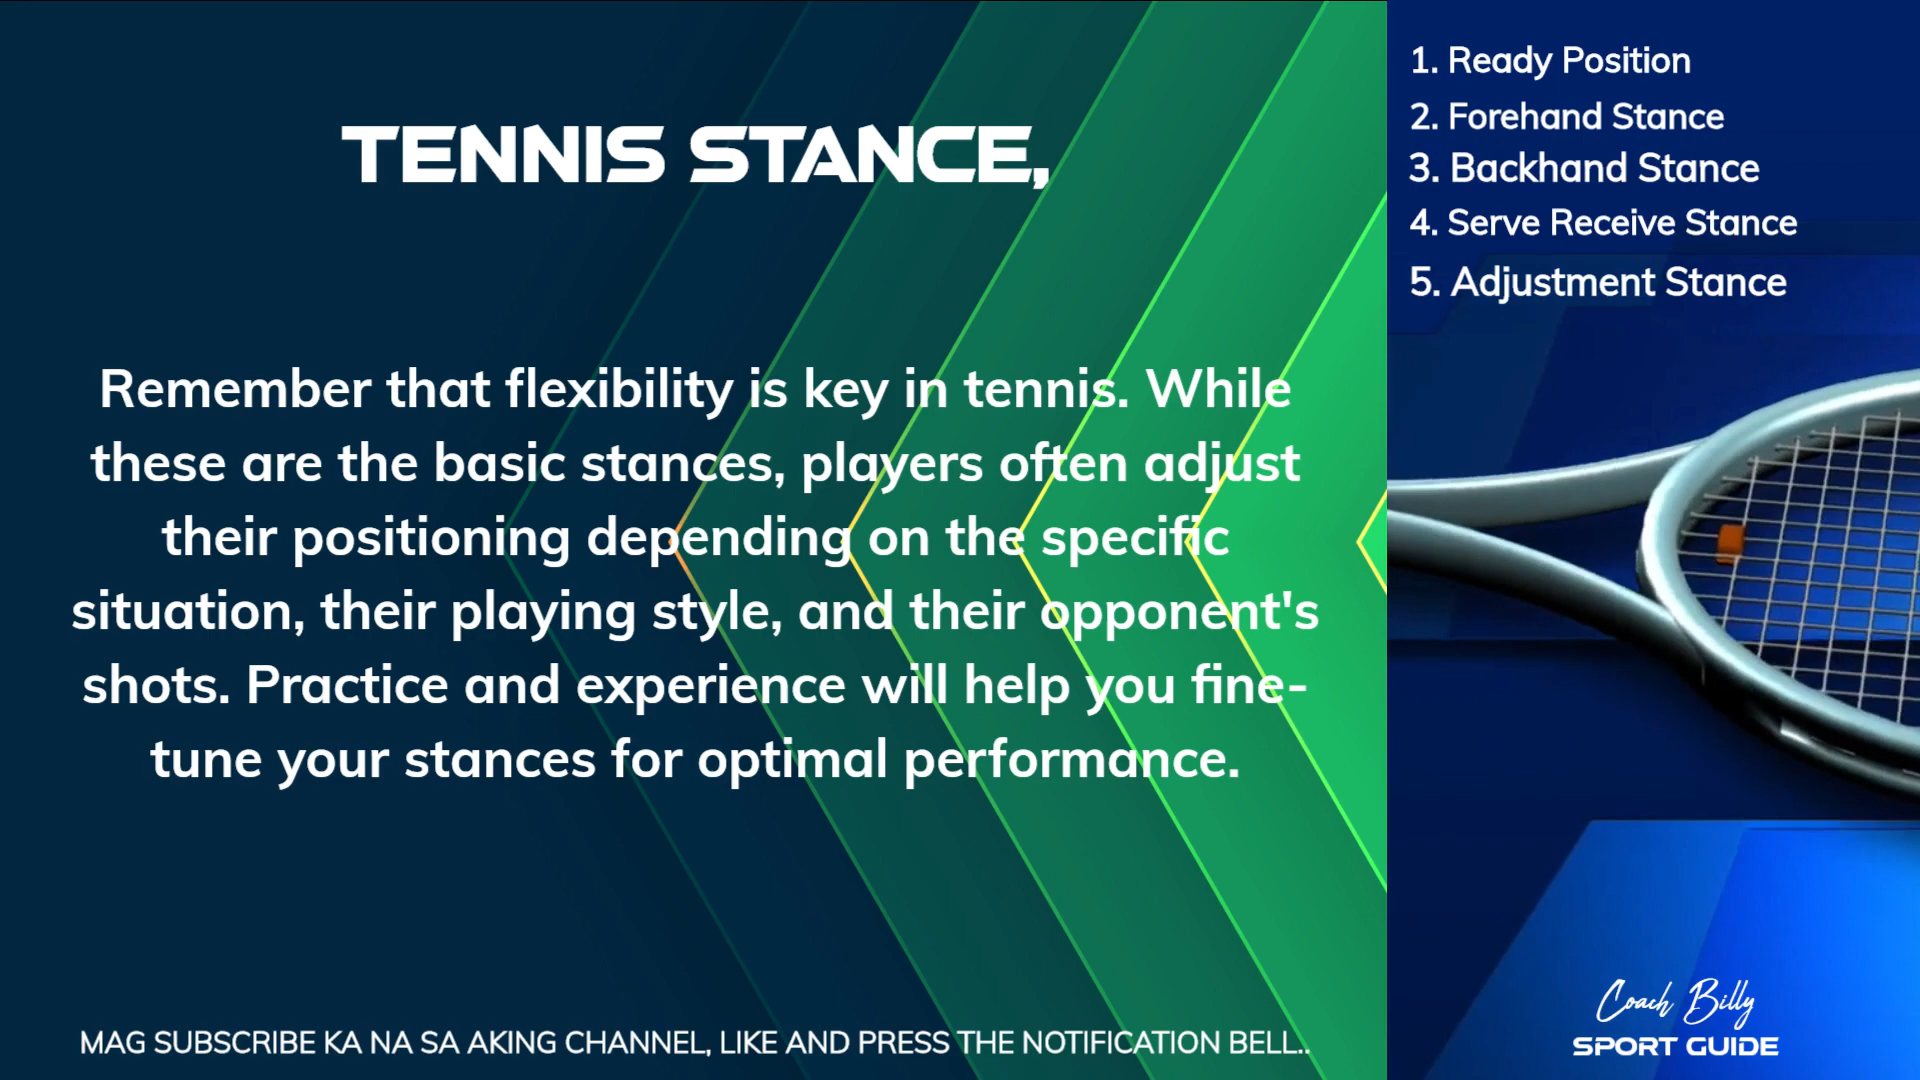 TENNIS STANCE,
Remember that flexibility is key in tennis. While
these are the basic stances, players often adjust
their positioning depending on the specific
situation, their playing style, and their opponent's
shots. Practice and experience will help you fine-
tune your stances for optimal performance.
MAG SUBSCRIBE KA NA SA AKING CHANNEL, LIKE AND PRESS THE NOTIFICATION BELL..
1. Ready Position
2. Forehand Stance
3. Backhand Stance
4. Serve Receive Stance
5. Adjustment Stance
Coach Billy
SPORT GUIDE